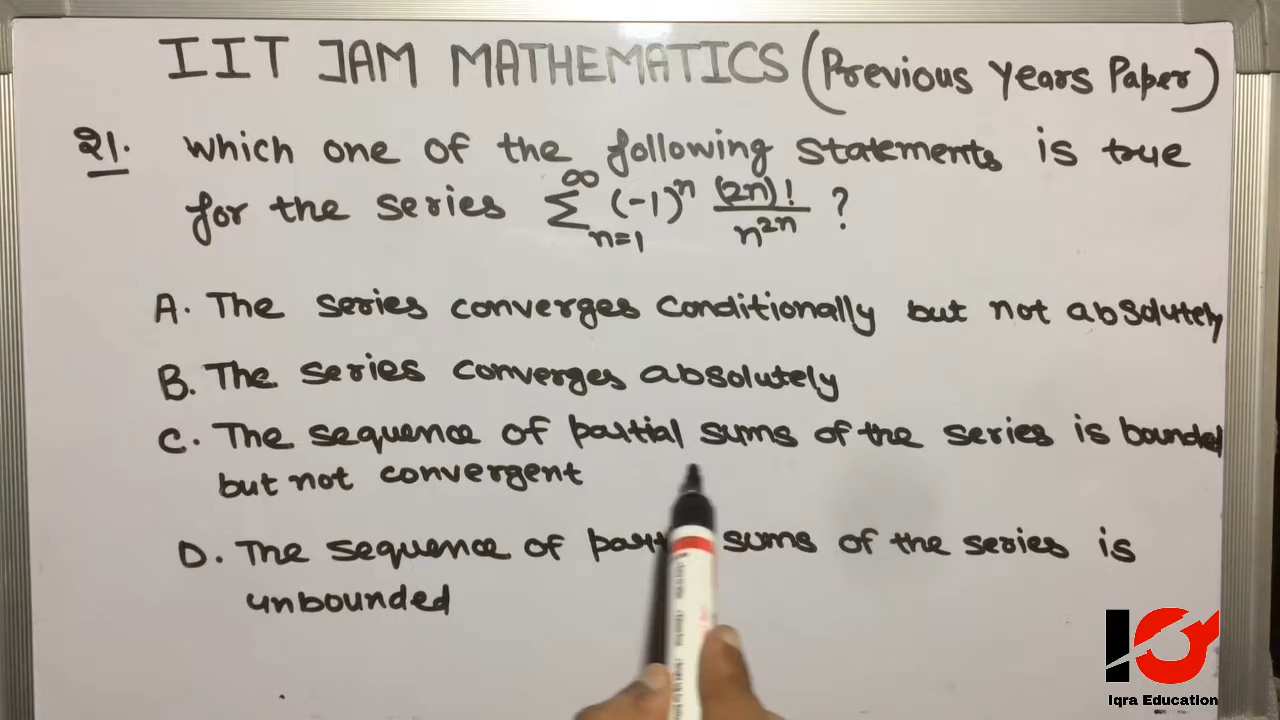 IIT JAM MATHEMATICS (Previous Years Paper)
21. Which one of the following statements is true
for the series ∑_{n=1}^{∞} (-1)^n (2n)!/n^{2n} ?
A. The series converges conditionally but not absolutely
B. The series converges absolutely
C. The sequence of partial sums of the series is bounded
but not convergent
D. The sequence of sums of the series is
unbounded
Iqra Education